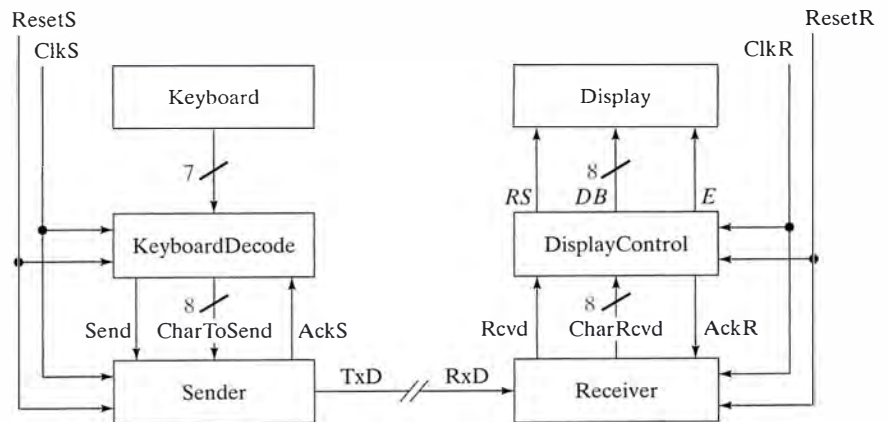 ResetS
ResetR
ClkS
ClkR
Keyboard
Display
7
8
RS
DB
E
KeyboardDecode
DisplayControl
8
8
Send
CharToSend
AckS
Rcvd
CharRcvd
AckR
Sender
TxD
RxD
Receiver